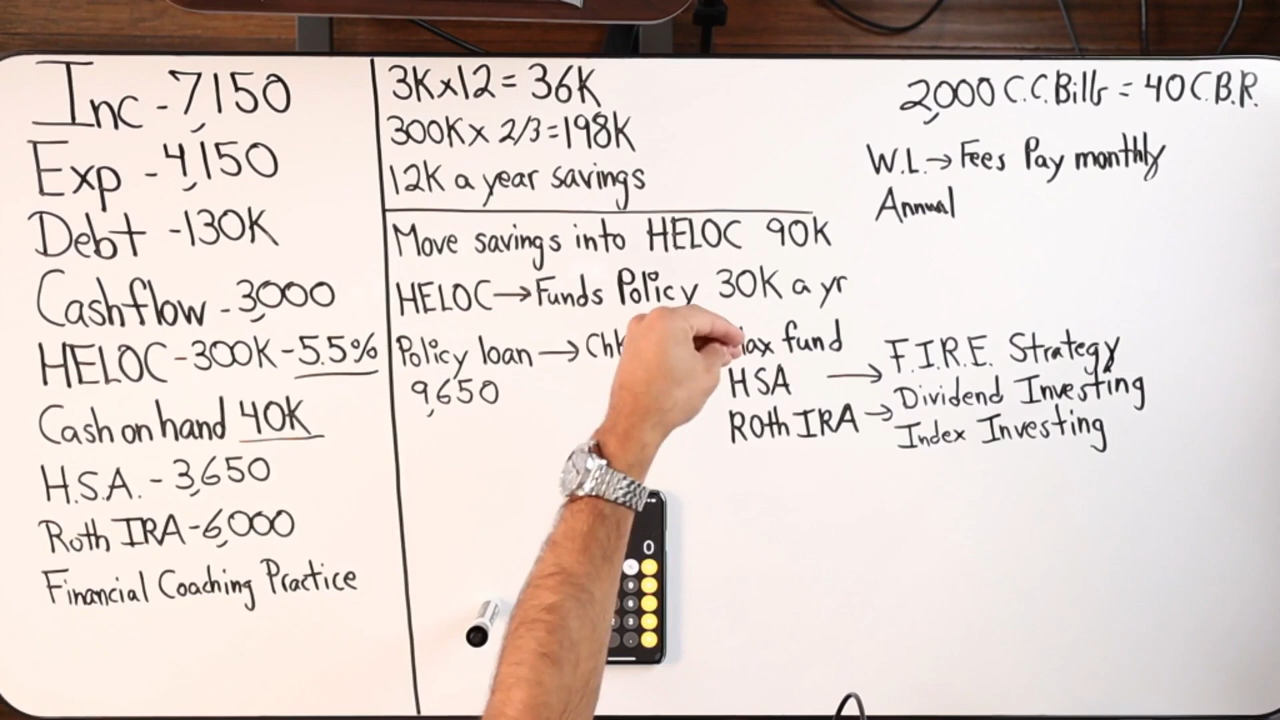 Inc - 7,150
Exp - 4,150
Debt - 130K
Cashflow - 3,000
HELOC - 300K - 5.5%
Cash on hand 40K
H.S.A. - 3,650
Roth IRA - 6,000
Financial Coaching Practice
3K x 12 = 36K
300K x 2/3 = 198K
12K a year savings
Move savings into HELOC 90K
HELOC → Funds Policy 30K a yr
Policy loan →
9,650
fund
HSA →
Roth IRA →
F.I.R.E. Strategy
Dividend Investing
Index Investing
2,000 C.C. Bills = 40 C.B.R.
W.L. → Fees Pay monthly
Annual
0